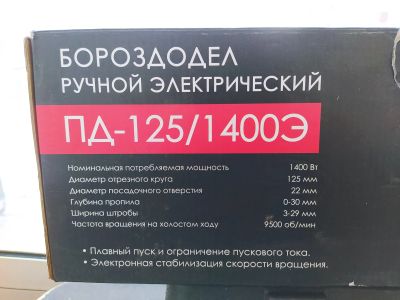 БОРОЗДОДЕЛ
РУЧНОЙ ЭЛЕКТРИЧЕСКИЙ
ПД-125/1400Э
Номинальная потребляемая мощность 1400 Вт
Диаметр отрезного круга 125 мм
Диаметр посадочного отверстия 22 мм
Глубина пропила 0-30 мм
Ширина штробы 3-29 мм
Частота вращения на холостом ходу 9500 об/мин
• Плавный пуск и ограничение пускового тока.
• Электронная стабилизация скорости вращения.